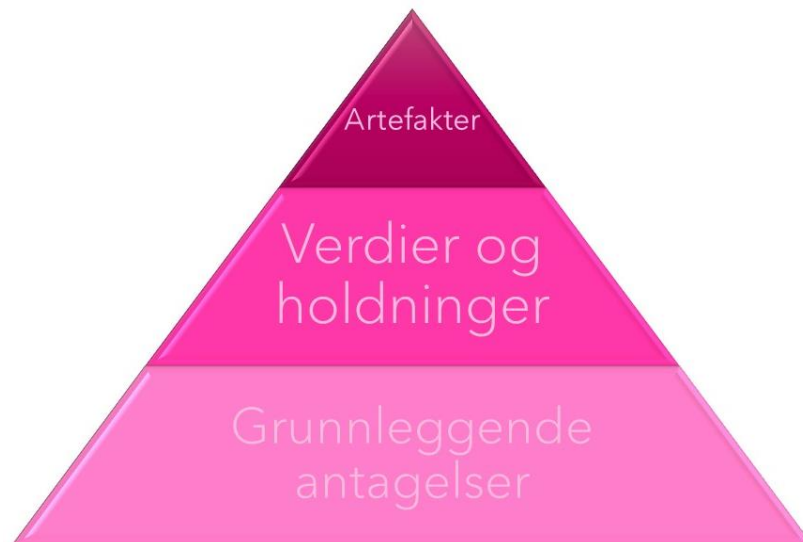 Artefakter
Verdier og
holdninger
Grunnleggende
antagelser